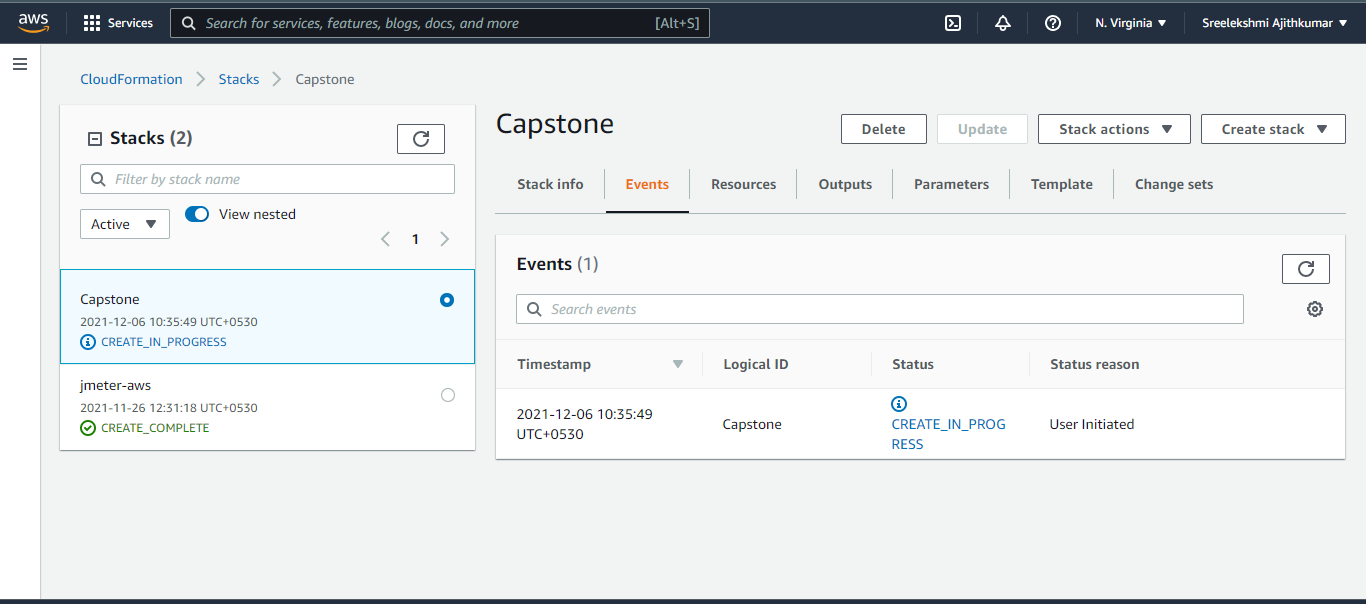 aws Services Search for services, features, blogs, docs, and more [Alt+S] N. Virginia Sreelekshmi Ajithkumar
CloudFormation Stacks Capstone
Stacks (2)
Filter by stack name
Active View nested
1
Capstone
2021-12-06 10:35:49 UTC+0530
CREATE_IN_PROGRESS
jmeter-aws
2021-11-26 12:31:18 UTC+0530
CREATE_COMPLETE
Capstone
Delete Update Stack actions Create stack
Stack info Events Resources Outputs Parameters Template Change sets
Events (1)
Search events
Timestamp Logical ID Status Status reason
2021-12-06 10:35:49
UTC+0530
Capstone
CREATE_IN_PROG
RESS
User Initiated